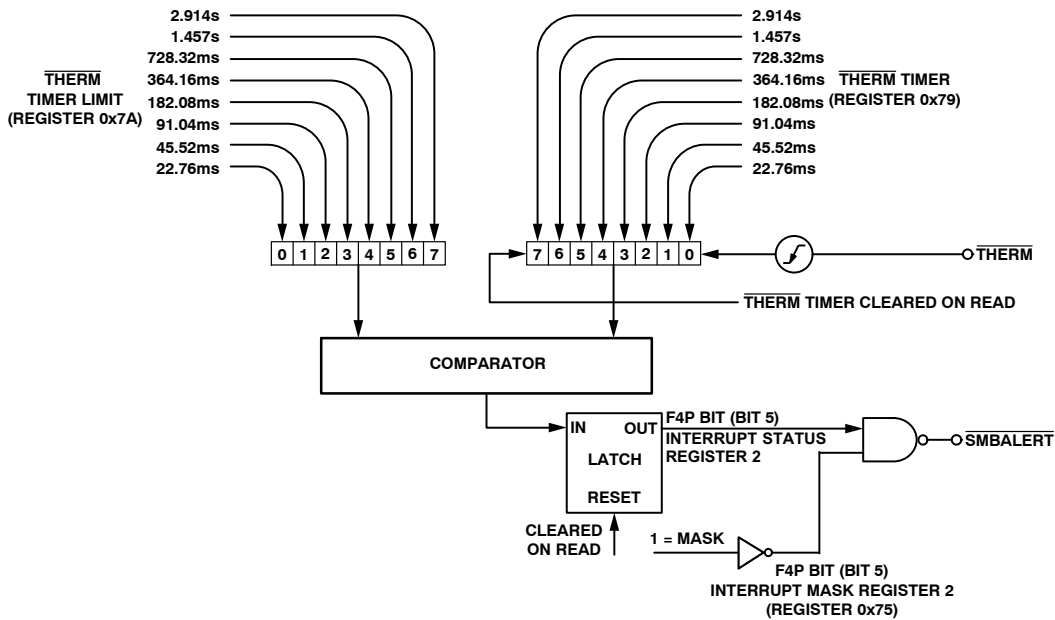 2.914s
1.457s
728.32ms
364.16ms
182.08ms
91.04ms
45.52ms
22.76ms
THERM
TIMER LIMIT
(REGISTER 0x7A)
2.914s
1.457s
728.32ms
364.16ms
182.08ms
91.04ms
45.52ms
22.76ms
THERM TIMER
(REGISTER 0x79)
0 1 2 3 4 5 6 7
7 6 5 4 3 2 1 0
THERM
THERM TIMER CLEARED ON READ
COMPARATOR
IN OUT
LATCH
RESET
F4P BIT (BIT 5)
INTERRUPT STATUS
REGISTER 2
SMBALERT
CLEARED
ON READ
1 = MASK
F4P BIT (BIT 5)
INTERRUPT MASK REGISTER 2
(REGISTER 0x75)